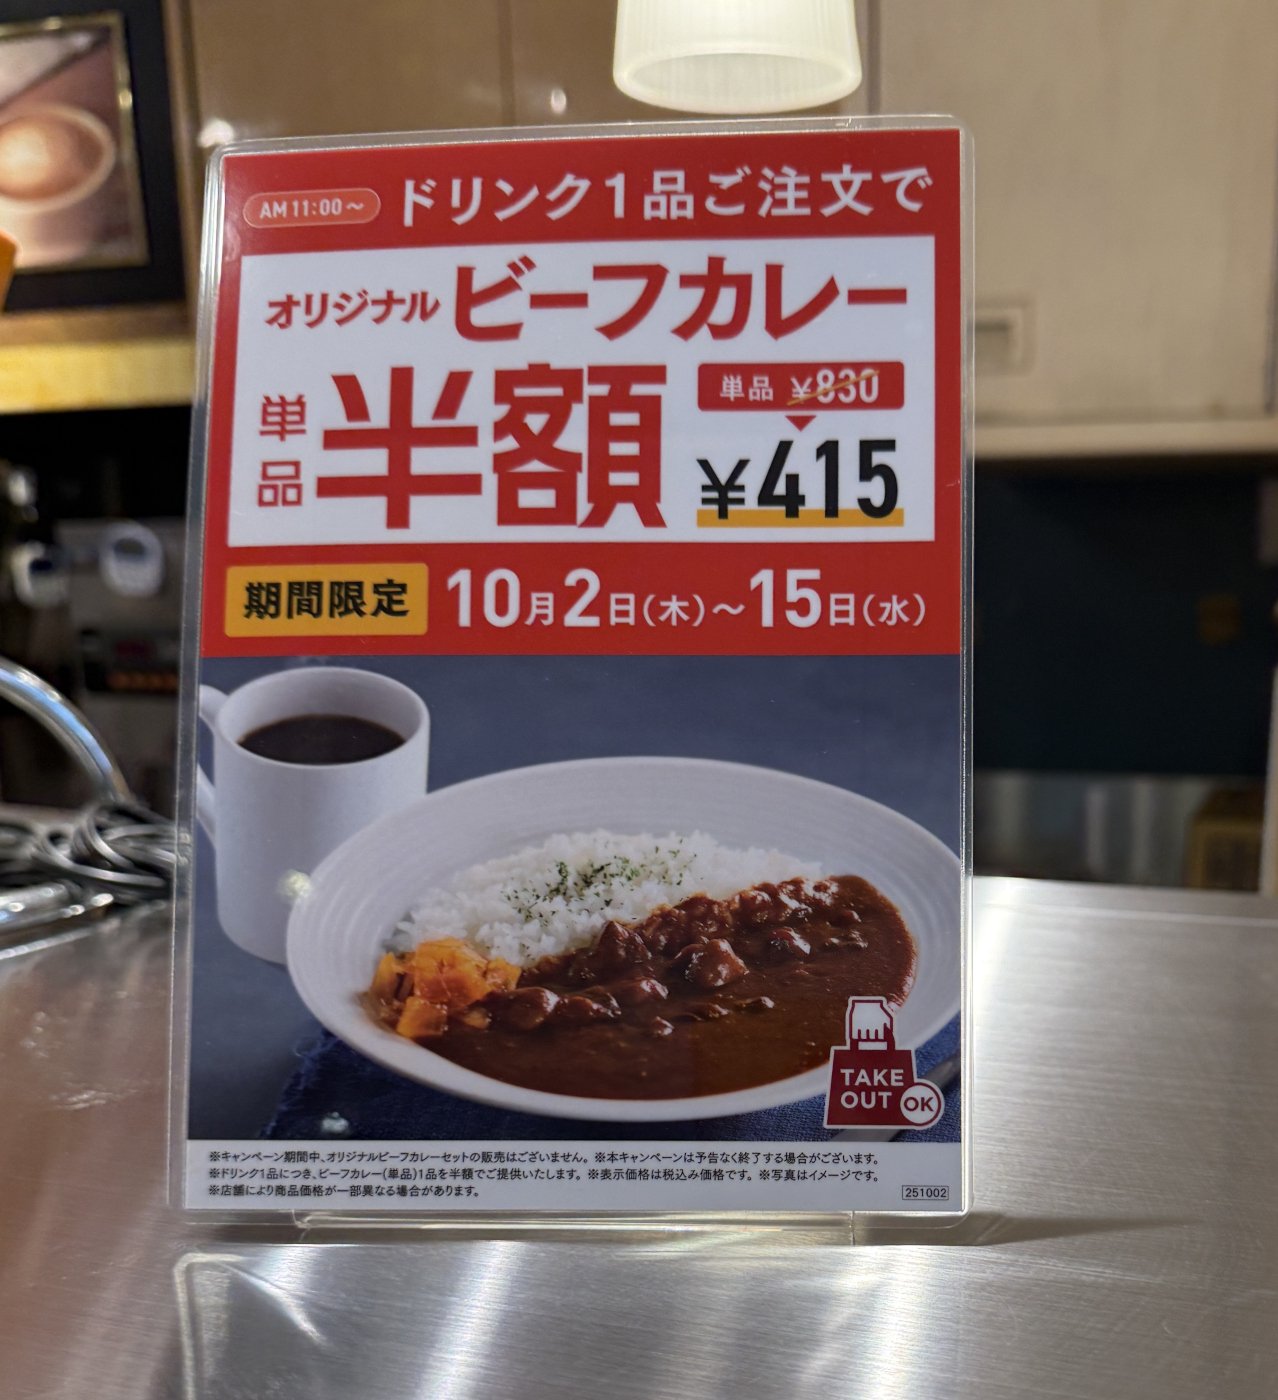 AM 11:00～ ドリンク1品ご注文で
オリジナル ビーフカレー
単品 半額
単品 ¥830
¥415
期間限定 10月2日(木)～15日(水)
TAKE
OUT OK
※キャンペーン期間中、オリジナルビーフカレーセットの販売はございません。※本キャンペーンは予告なく終了する場合がございます。
※ドリンク1品につき、ビーフカレー(単品)1品を半額でご提供いたします。※表示価格は税込み価格です。※写真はイメージです。
※店舗により商品価格が一部異なる場合があります。
251002